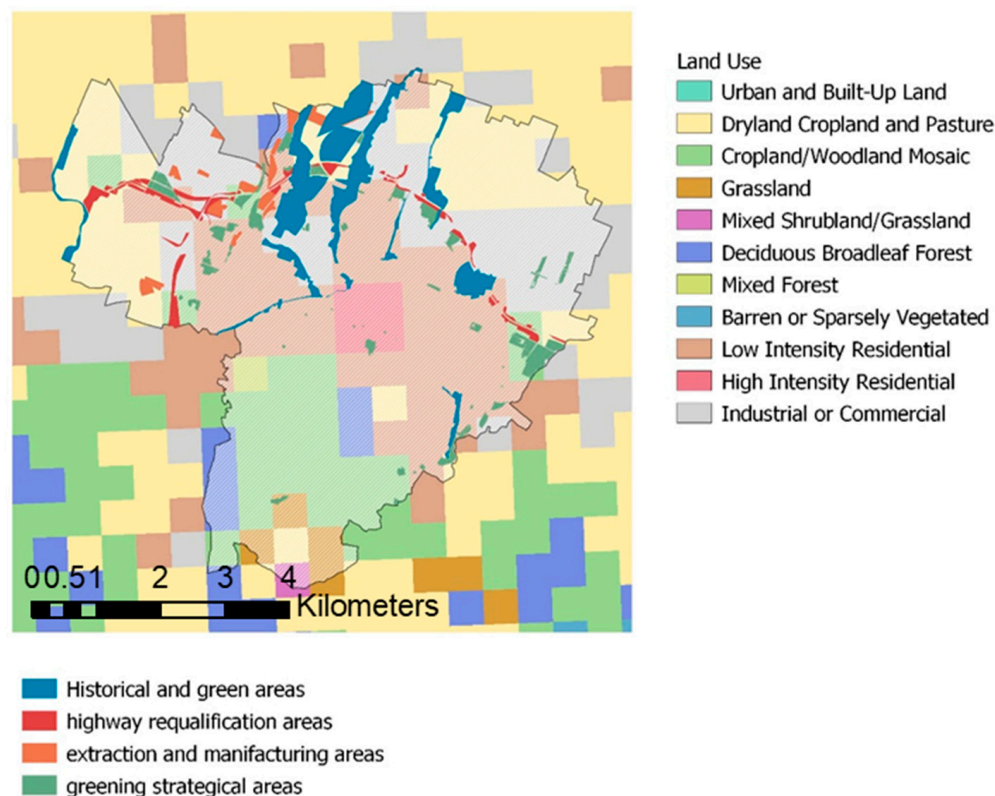 Land Use
Urban and Built-Up Land
Dryland Cropland and Pasture
Cropland/Woodland Mosaic
Grassland
Mixed Shrubland/Grassland
Deciduous Broadleaf Forest
Mixed Forest
Barren or Sparsely Vegetated
Low Intensity Residential
High Intensity Residential
Industrial or Commercial
00.51 2 3 4
Kilometers
Historical and green areas
highway requalification areas
extraction and manifacturing areas
greening strategical areas